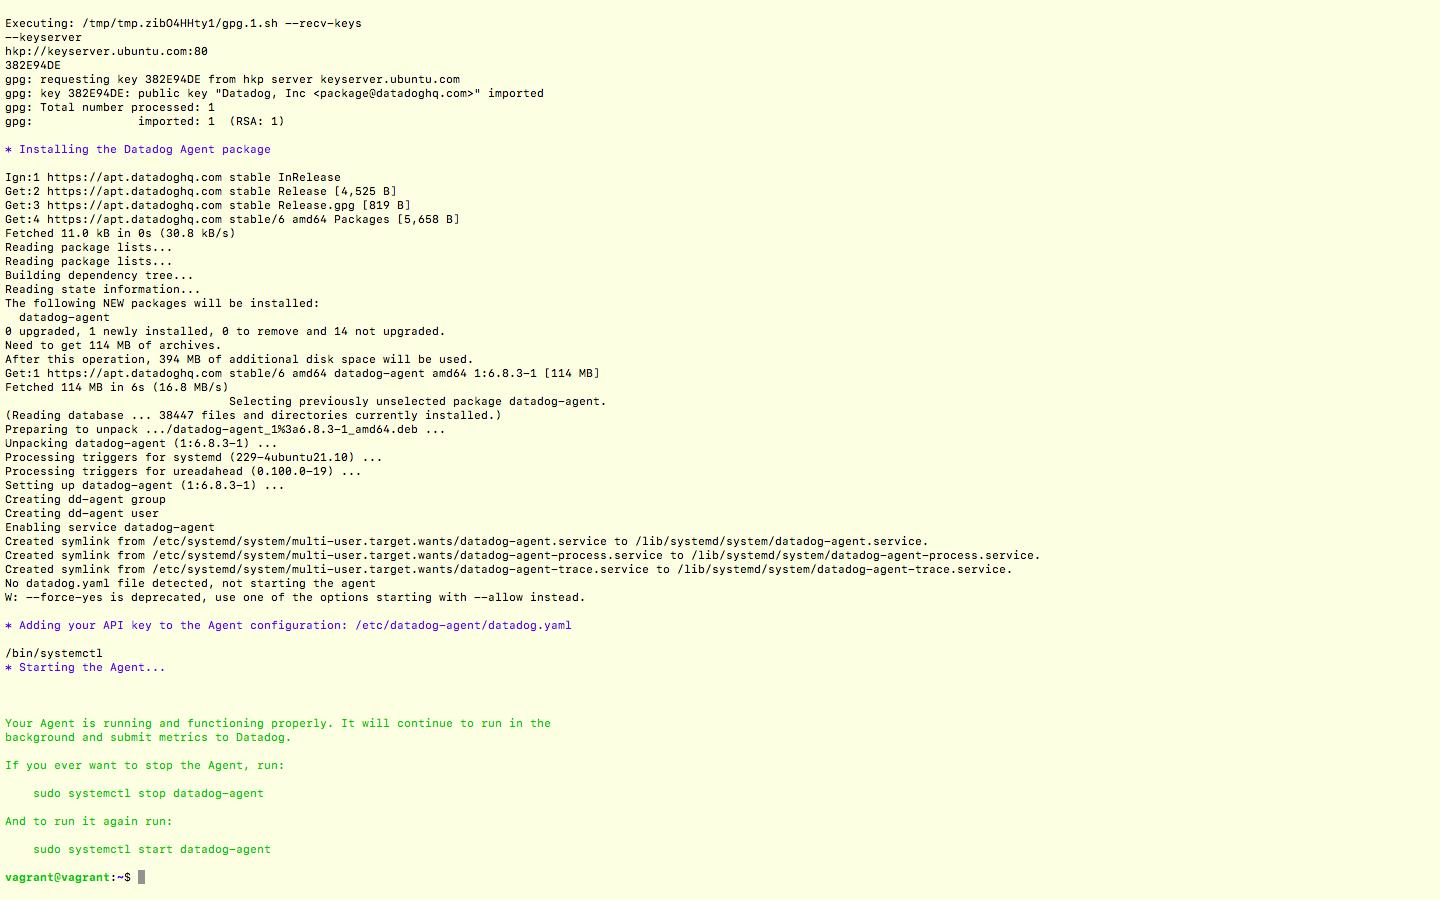 Executing: /tmp/tmp.zibO4HHty1/gpg.1.sh --recv-keys
--keyserver
hkp://keyserver.ubuntu.com:80
382E94DE
gpg: requesting key 382E94DE from hkp server keyserver.ubuntu.com
gpg: key 382E94DE: public key "Datadog, Inc <package@datadoghq.com>" imported
gpg: Total number processed: 1
gpg:               imported: 1  (RSA: 1)
* Installing the Datadog Agent package
Ign:1 https://apt.datadoghq.com stable InRelease
Get:2 https://apt.datadoghq.com stable Release [4,525 B]
Get:3 https://apt.datadoghq.com stable Release.gpg [819 B]
Get:4 https://apt.datadoghq.com stable/6 amd64 Packages [5,658 B]
Fetched 11.0 kB in 0s (30.8 kB/s)
Reading package lists...
Reading package lists...
Building dependency tree...
Reading state information...
The following NEW packages will be installed:
  datadog-agent
0 upgraded, 1 newly installed, 0 to remove and 14 not upgraded.
Need to get 114 MB of archives.
After this operation, 394 MB of additional disk space will be used.
Get:1 https://apt.datadoghq.com stable/6 amd64 datadog-agent amd64 1:6.8.3-1 [114 MB]
Fetched 114 MB in 6s (16.8 MB/s)
                                Selecting previously unselected package datadog-agent.
(Reading database ... 38447 files and directories currently installed.)
Preparing to unpack .../datadog-agent_1%3a6.8.3-1_amd64.deb ...
Unpacking datadog-agent (1:6.8.3-1) ...
Processing triggers for systemd (229-4ubuntu21.10) ...
Processing triggers for ureadahead (0.100.0-19) ...
Setting up datadog-agent (1:6.8.3-1) ...
Creating dd-agent group
Creating dd-agent user
Enabling service datadog-agent
Created symlink from /etc/systemd/system/multi-user.target.wants/datadog-agent.service to /lib/systemd/system/datadog-agent.service.
Created symlink from /etc/systemd/system/multi-user.target.wants/datadog-agent-process.service to /lib/systemd/system/datadog-agent-process.service.
Created symlink from /etc/systemd/system/multi-user.target.wants/datadog-agent-trace.service to /lib/systemd/system/datadog-agent-trace.service.
No datadog.yaml file detected, not starting the agent
W: --force-yes is deprecated, use one of the options starting with --allow instead.
* Adding your API key to the Agent configuration: /etc/datadog-agent/datadog.yaml
/bin/systemctl
* Starting the Agent...
Your Agent is running and functioning properly. It will continue to run in the
background and submit metrics to Datadog.
If you ever want to stop the Agent, run:
    sudo systemctl stop datadog-agent
And to run it again run:
    sudo systemctl start datadog-agent
vagrant@vagrant:~$